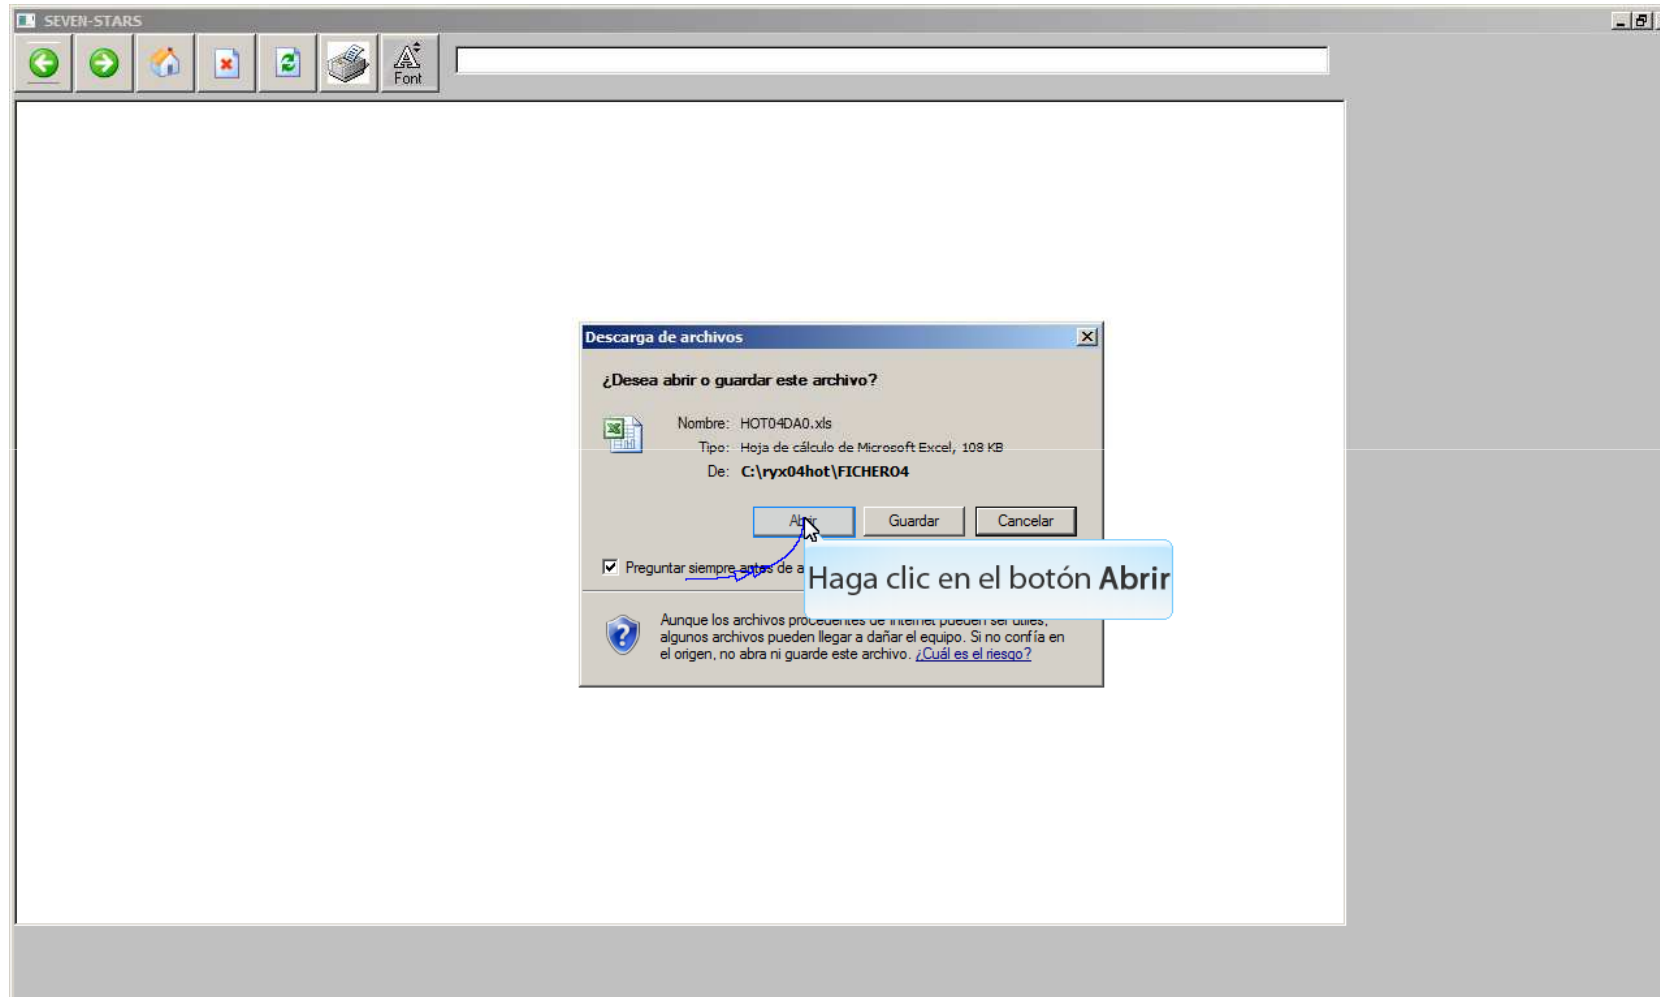 SEVEN-STARS
Font
Descarga de archivos
¿Desea abrir o guardar este archivo?
Nombre: HOT04DA0.xls
Tipo: Hoja de cálculo de Microsoft Excel, 108 KB
De: C:\ryx04hot\FICHERO4
Abrir Guardar Cancelar
Preguntar siempre antes de a
Haga clic en el botón Abrir
Aunque los archivos procedentes de Internet pueden ser útiles,
algunos archivos pueden llegar a dañar el equipo. Si no confía en
el origen, no abra ni guarde este archivo. ¿Cuál es el riesgo?